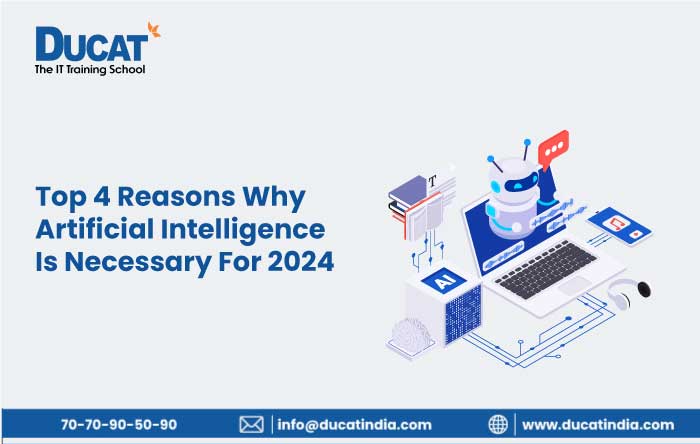 DUCAT
The IT Training School
Top 4 Reasons Why
Artificial Intelligence
Is Necessary For 2024
T
AI
70-70-90-50-90
info@ducatindia.com
www.ducatindia.com